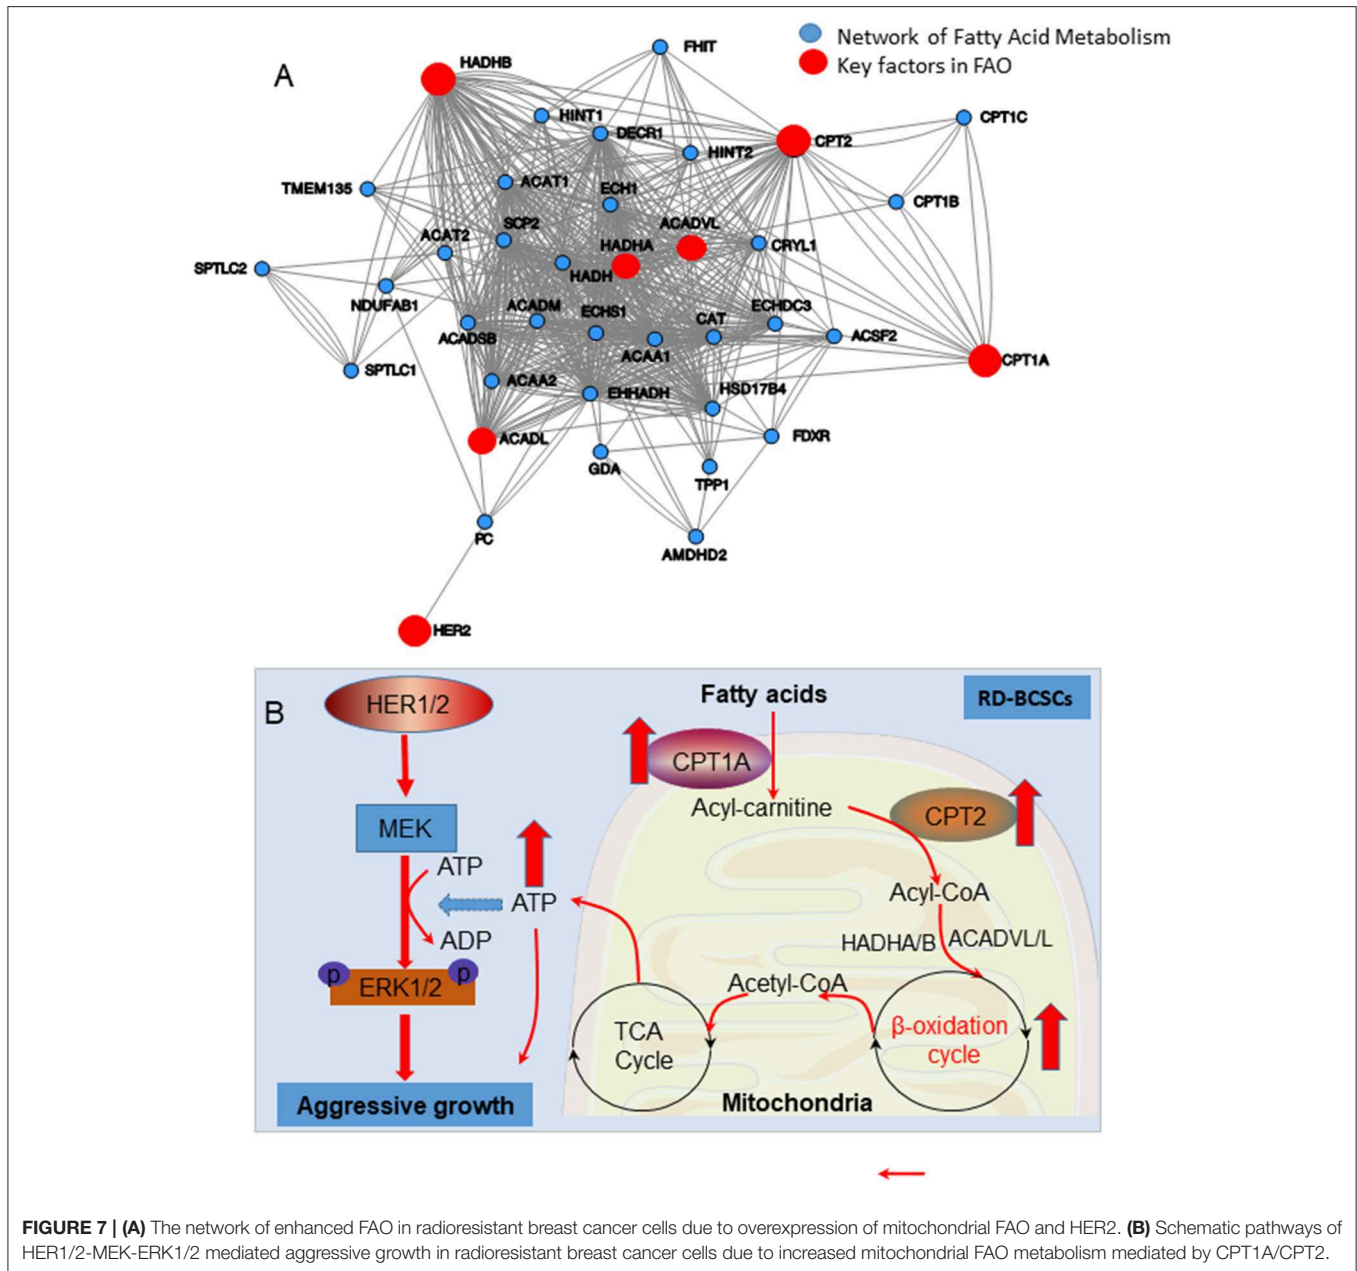 A
Network of Fatty Acid Metabolism
Key factors in FAO
HADHB
FHIT
HINT1
DECR1
HINT2
CPT2
CPT1C
TMEM135
ACAT1
ECH1
CPT1B
SCP2
ACADVL
ACAT2
HADHA
CRYL1
SPTLC2
HADH
NDUFAB1
ACADM
ECHS1
CAT
ECHDC3
ACADSB
ACAA1
ACSF2
CPT1A
SPTLC1
ACAA2
EHHADH
HSD17B4
ACADL
FDXR
GDA
TPP1
PC
AMDHD2
HER2
B
HER1/2
Fatty acids
RD-BCSCs
CPT1A
Acyl-carnitine
CPT2
MEK
ATP
ATP
Acyl-CoA
ADP
HADHA/B
ACADVL/L
p
p
ERK1/2
Acetyl-CoA
TCA
Cycle
β-oxidation
cycle
Aggressive growth
Mitochondria
FIGURE 7 | (A) The network of enhanced FAO in radioresistant breast cancer cells due to overexpression of mitochondrial FAO and HER2. (B) Schematic pathways of
HER1/2-MEK-ERK1/2 mediated aggressive growth in radioresistant breast cancer cells due to increased mitochondrial FAO metabolism mediated by CPT1A/CPT2.